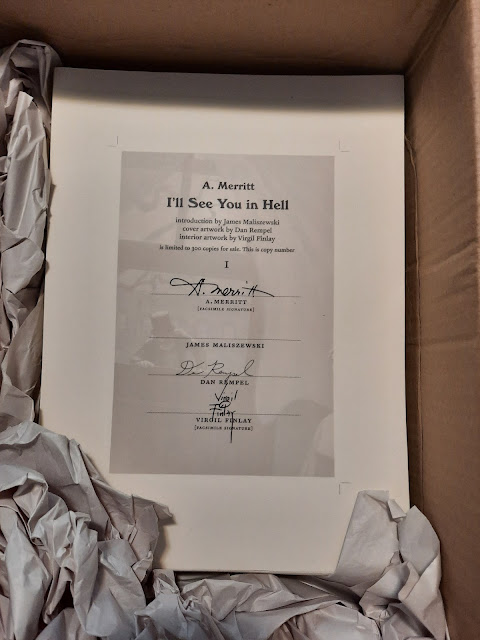 A. Merritt
I'll See You in Hell
introduction by James Maliszewski
cover artwork by Dan Rempel
interior artwork by Virgil Finlay
is limited to 300 copies for sale. This is copy number
I
A. Merritt
A. MERRITT
[FACSIMILE SIGNATURE]
JAMES MALISZEWSKI
Dan Rempel
DAN REMPEL
Virgil
Finlay
VIRGIL FINLAY
[FACSIMILE SIGNATURE]